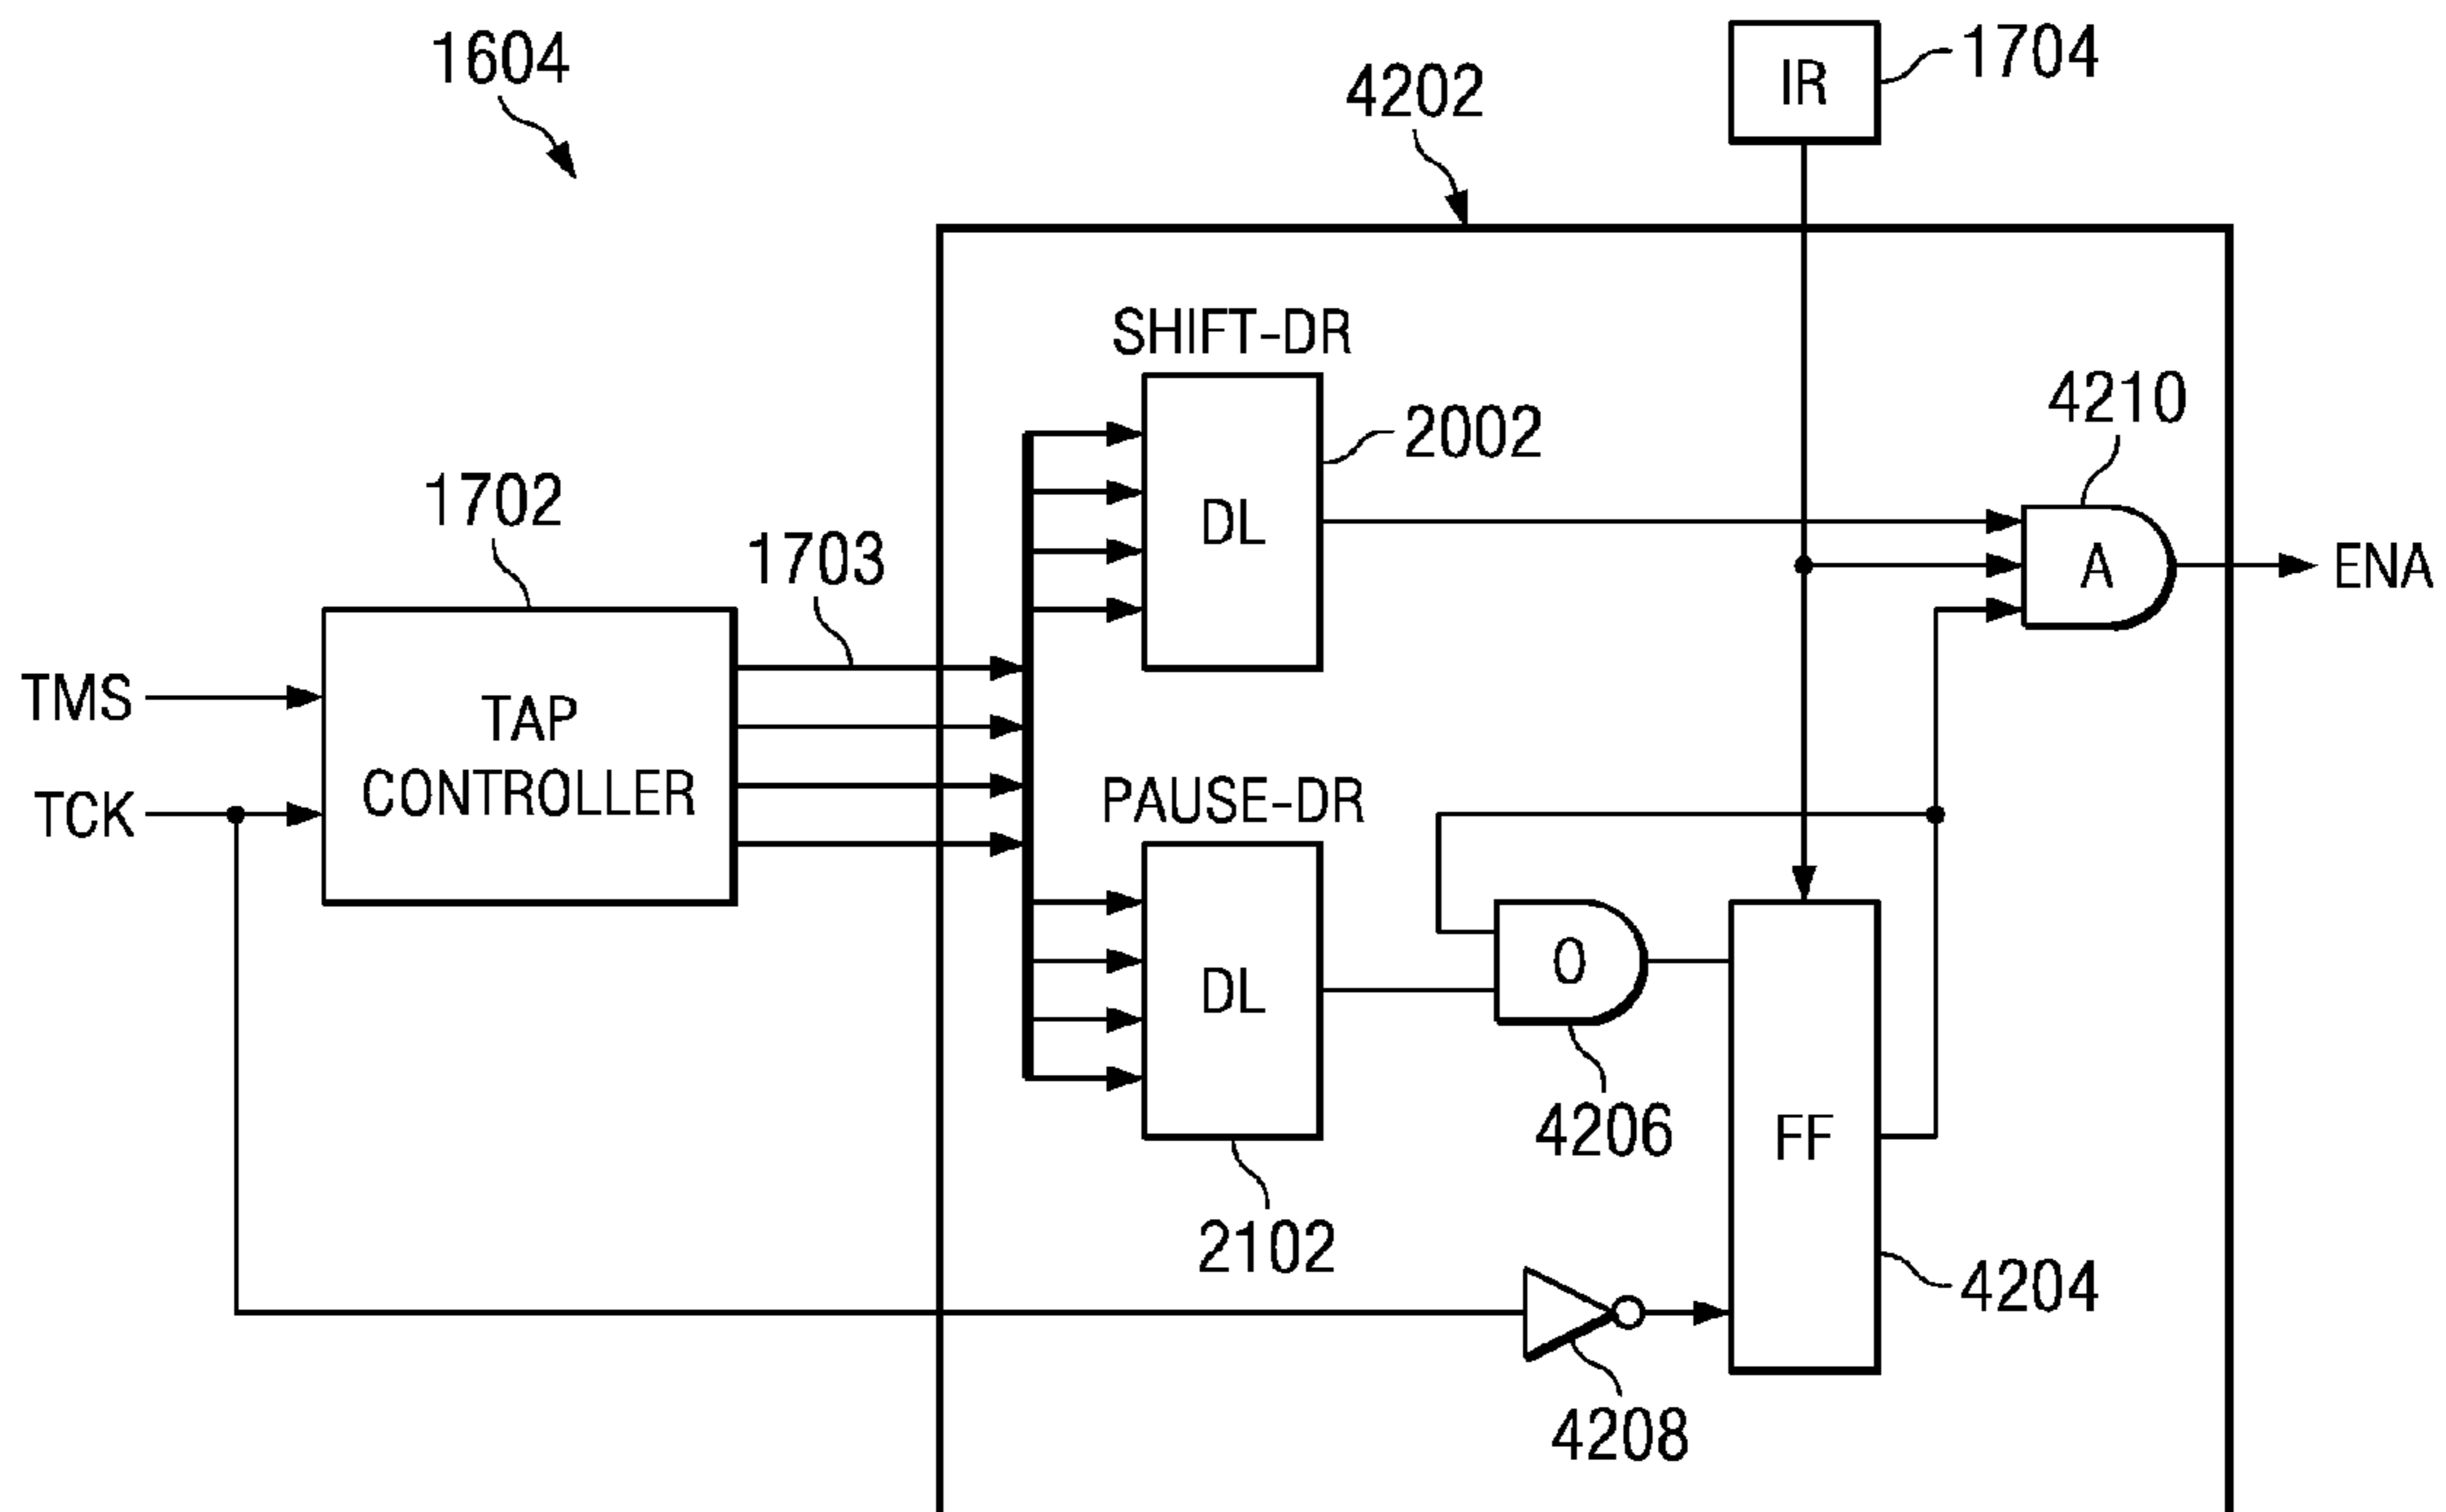 1604
4202
IR
1704
SHIFT-DR
2002
DL
4210
A
ENA
1702
1703
TMS
TCK
TAP
CONTROLLER
PAUSE-DR
DL
2102
O
4206
FF
4204
4208